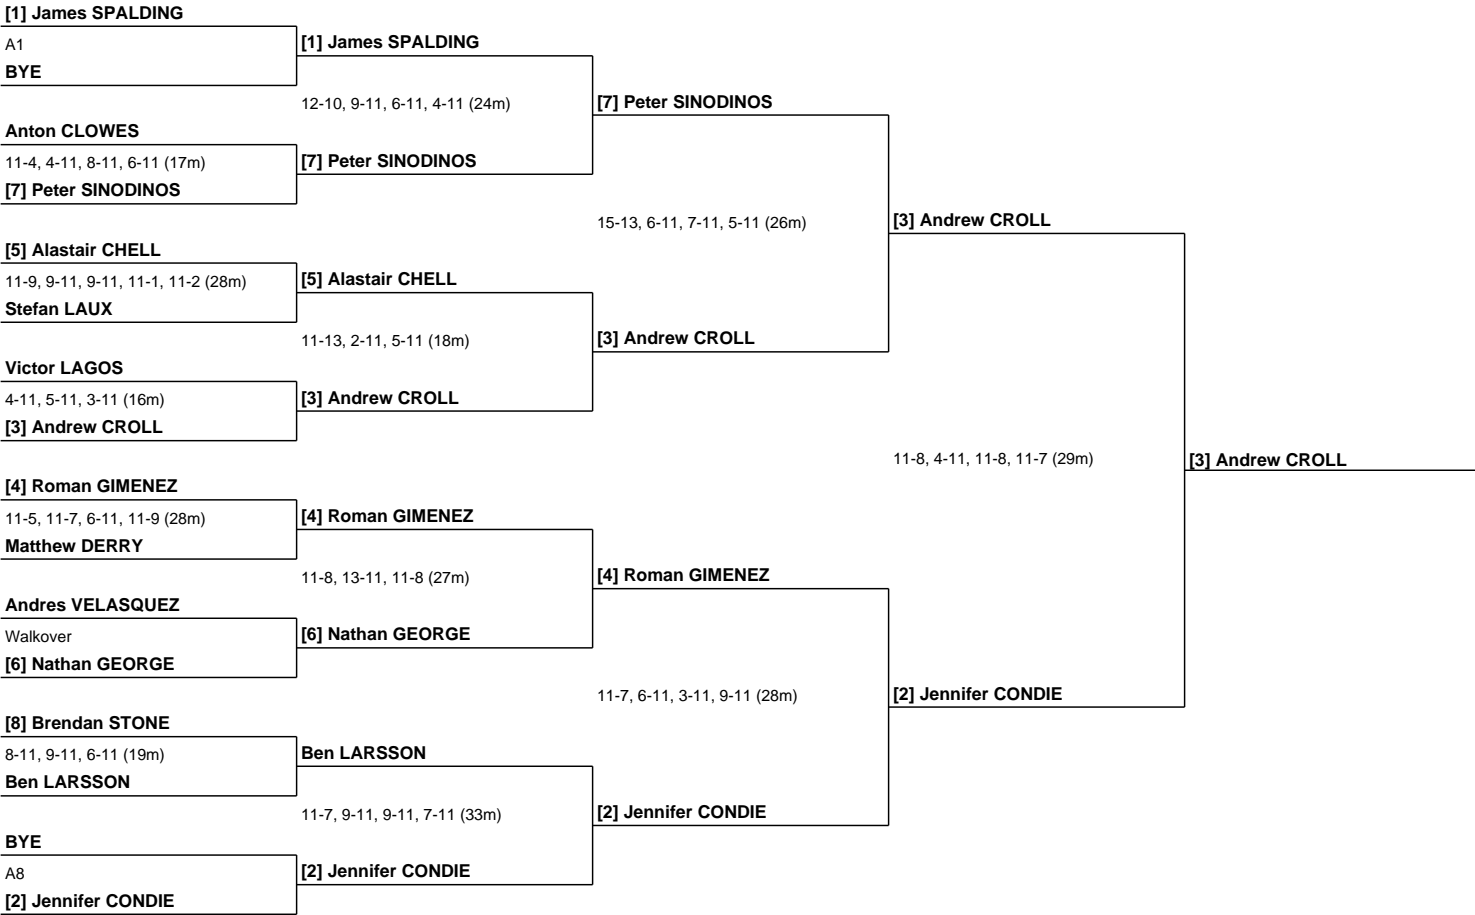 [1] James SPALDING
A1
BYE
Anton CLOWES
11-4, 4-11, 8-11, 6-11 (17m)
[7] Peter SINODINOS
[5] Alastair CHELL
11-9, 9-11, 9-11, 11-1, 11-2 (28m)
Stefan LAUX
Victor LAGOS
4-11, 5-11, 3-11 (16m)
[3] Andrew CROLL
[4] Roman GIMENEZ
11-5, 11-7, 6-11, 11-9 (28m)
Matthew DERRY
Andres VELASQUEZ
Walkover
[6] Nathan GEORGE
[8] Brendan STONE
8-11, 9-11, 6-11 (19m)
Ben LARSSON
BYE
A8
[2] Jennifer CONDIE
[1] James SPALDING
12-10, 9-11, 6-11, 4-11 (24m)
[7] Peter SINODINOS
[5] Alastair CHELL
11-13, 2-11, 5-11 (18m)
[3] Andrew CROLL
[4] Roman GIMENEZ
11-8, 13-11, 11-8 (27m)
[6] Nathan GEORGE
Ben LARSSON
11-7, 9-11, 9-11, 7-11 (33m)
[2] Jennifer CONDIE
[7] Peter SINODINOS
15-13, 6-11, 7-11, 5-11 (26m)
[3] Andrew CROLL
[4] Roman GIMENEZ
11-7, 6-11, 3-11, 9-11 (28m)
[2] Jennifer CONDIE
[3] Andrew CROLL
11-8, 4-11, 11-8, 11-7 (29m)
[2] Jennifer CONDIE
[3] Andrew CROLL